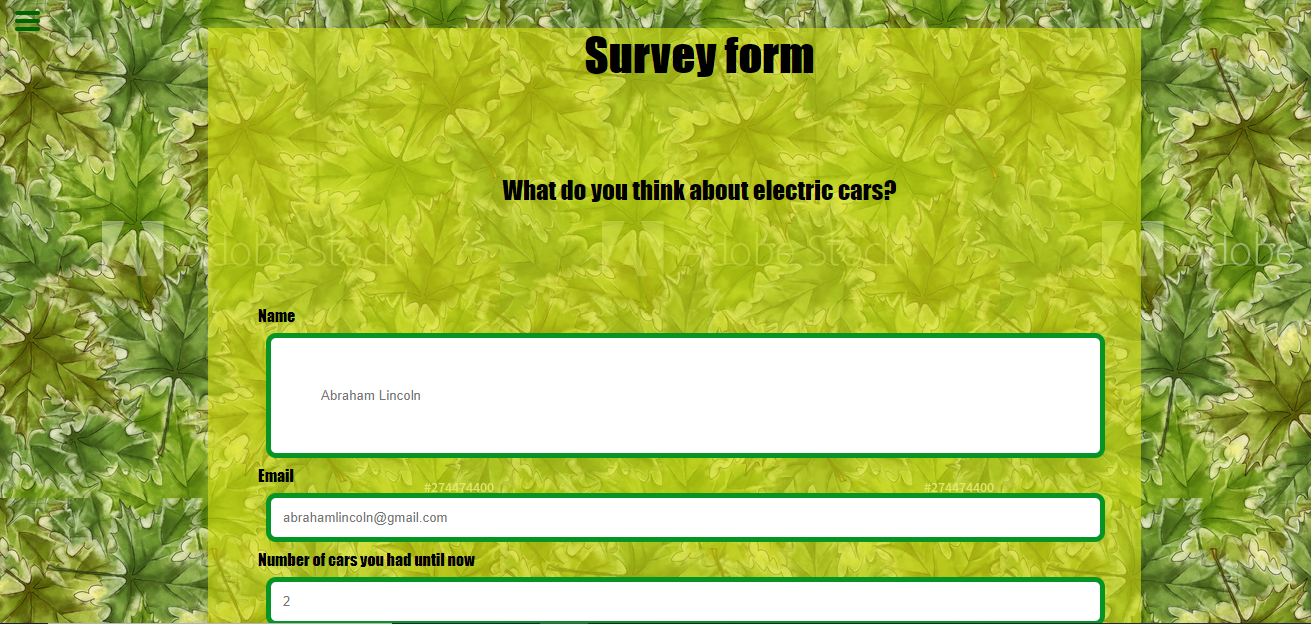 Survey form
What do you think about electric cars?
Adobe Stock Adobe Stock Adobe
Name
Abraham Lincoln
Email
#274474400 #274474400
abrahamlincoln@gmail.com
Number of cars you had until now
2